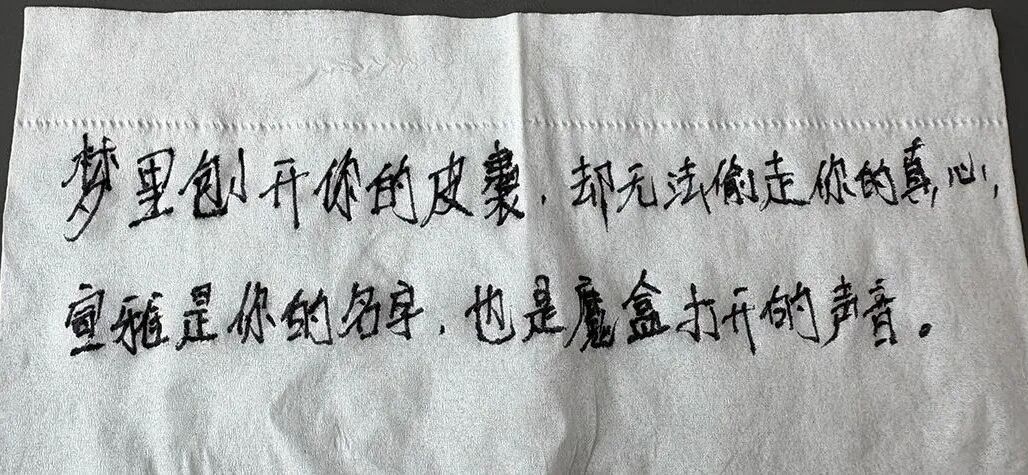 梦里刨开你的皮囊，却无法偷走你的真心，
宣雅是你的名字，也是魔盒打开的声音。